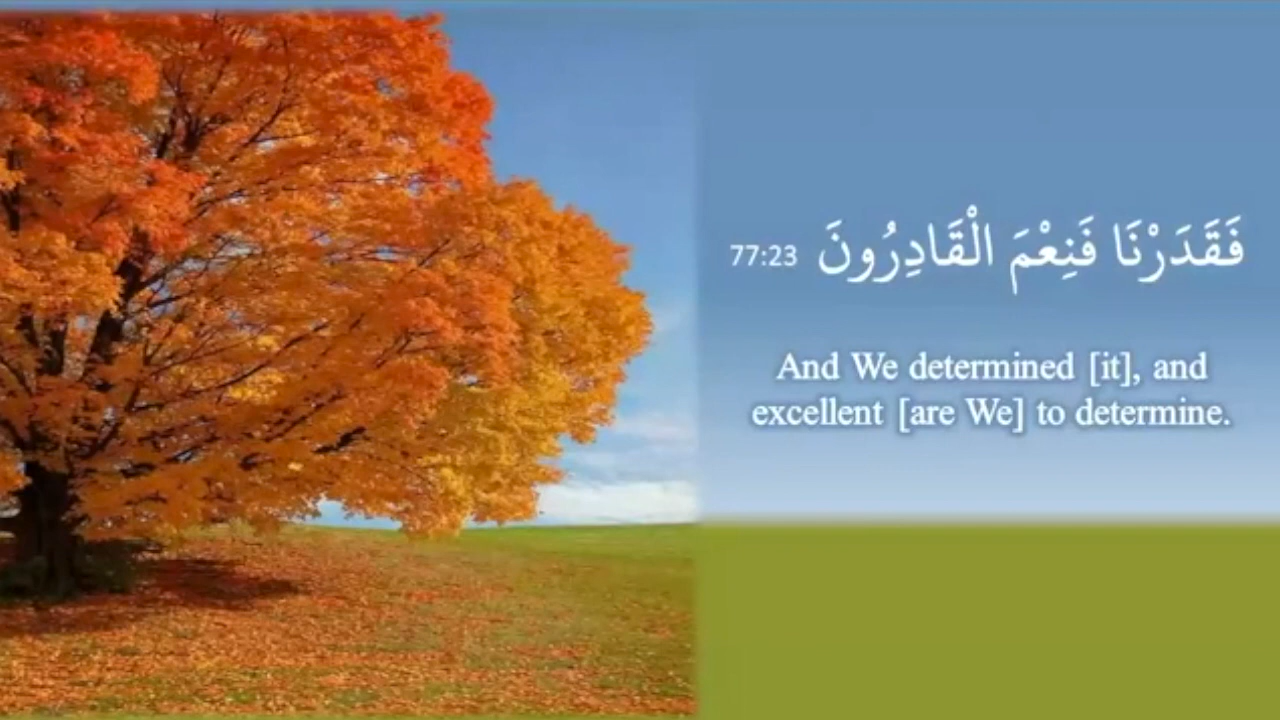 فَقَدَرْنَا فَنِعْمَ الْقَادِرُونَ 77:23
And We determined [it], and
excellent [are We] to determine.